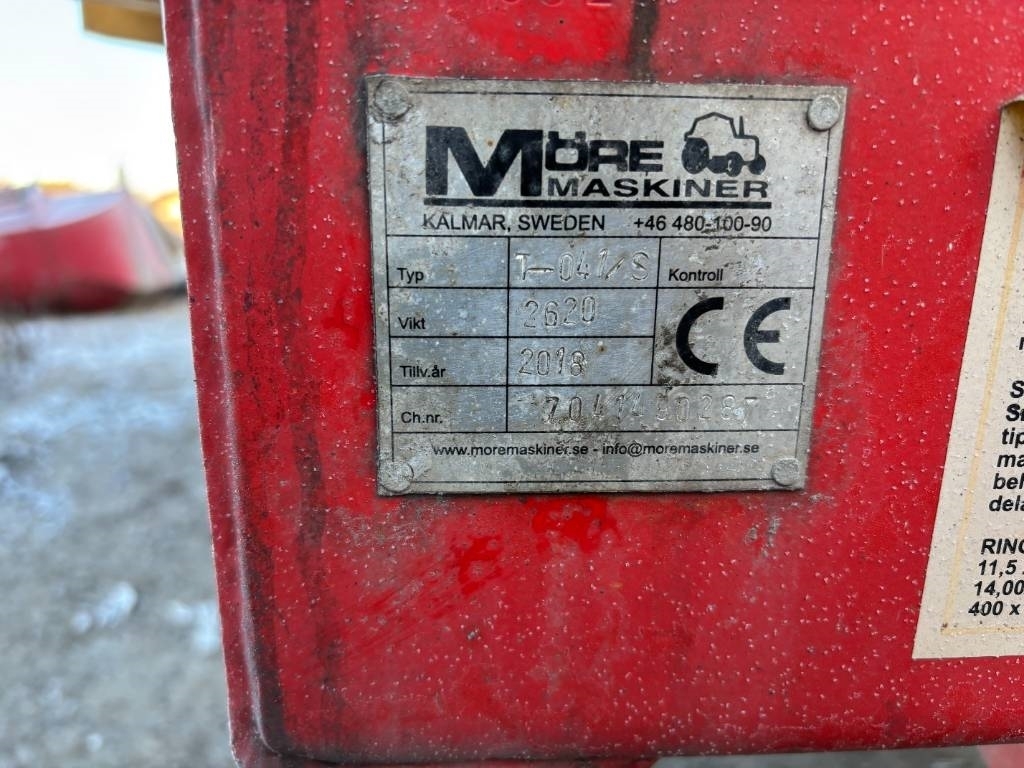 MÖRE
MASKINER
KALMAR, SWEDEN +46 480-100-90
Typ T-041/S Kontroll
Vikt 2620
CE
Tillv.år 2018
Ch.nr.
www.moremaskiner.se - info@moremaskiner.se
RING
11,5
14,00
400 x